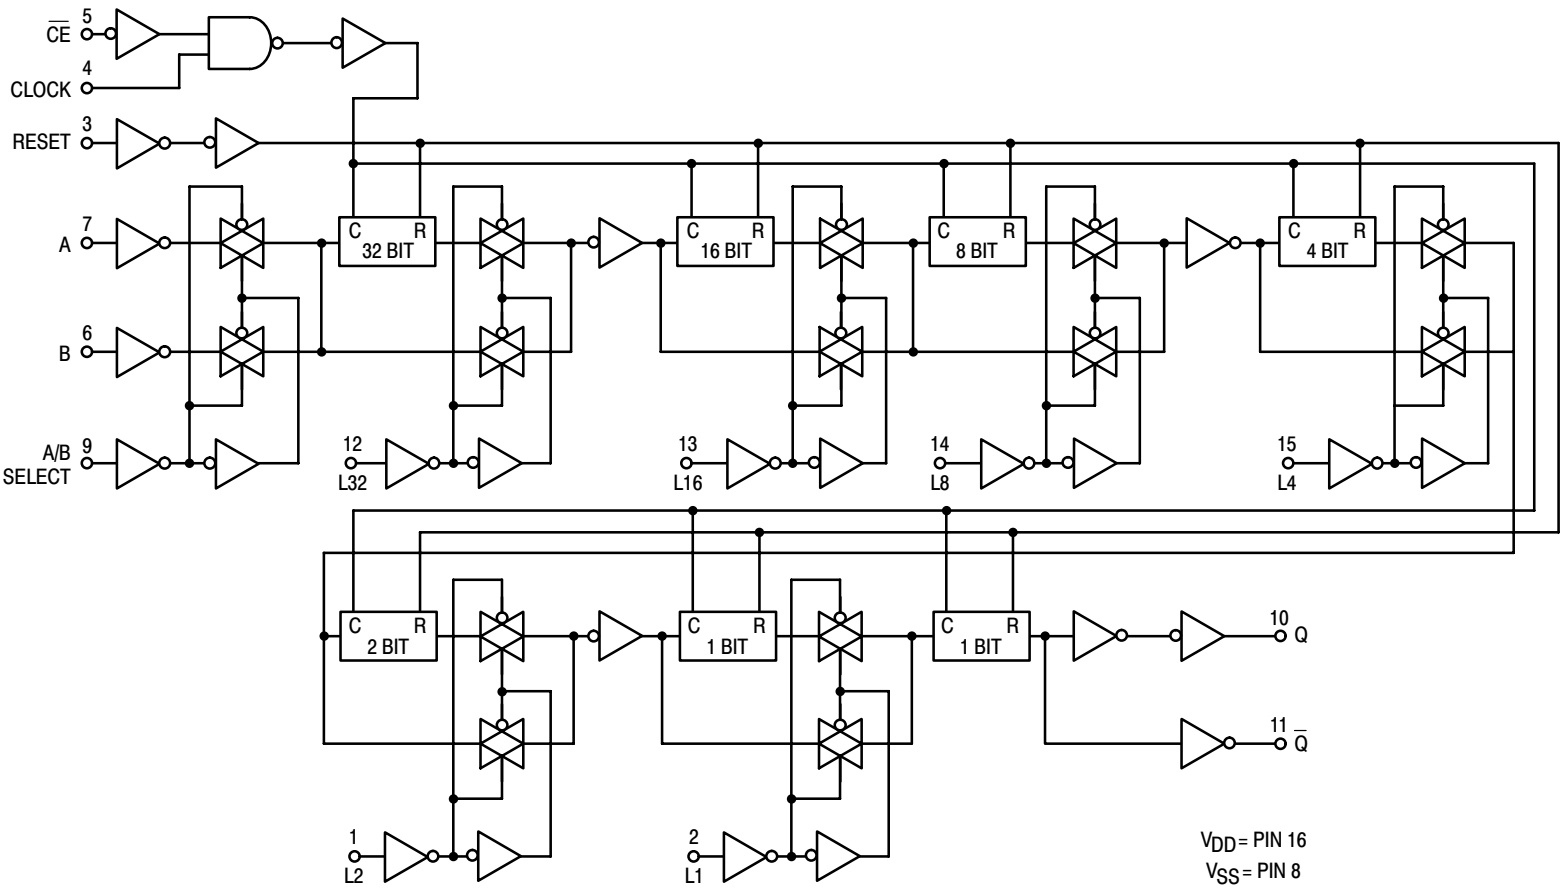 5
C̅E̅
4
CLOCK
3
RESET
7
A
C R
32 BIT
C R
16 BIT
C R
8 BIT
C R
4 BIT
6
B
9
A/B
SELECT
12
L32
13
L16
14
L8
15
L4
C R
2 BIT
C R
1 BIT
C R
1 BIT
10
Q
11
Q̅
1
L2
2
L1
VDD = PIN 16
VSS = PIN 8